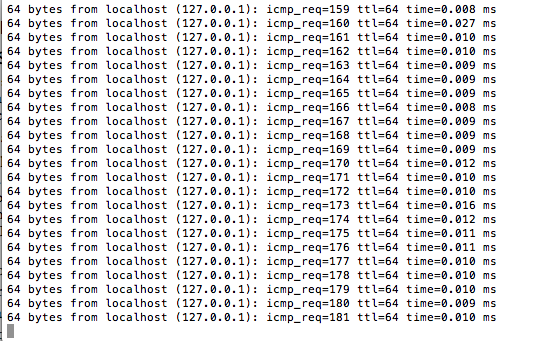 64 bytes from localhost (127.0.0.1): icmp_req=159 ttl=64 time=0.008 ms
64 bytes from localhost (127.0.0.1): icmp_req=160 ttl=64 time=0.027 ms
64 bytes from localhost (127.0.0.1): icmp_req=161 ttl=64 time=0.010 ms
64 bytes from localhost (127.0.0.1): icmp_req=162 ttl=64 time=0.010 ms
64 bytes from localhost (127.0.0.1): icmp_req=163 ttl=64 time=0.009 ms
64 bytes from localhost (127.0.0.1): icmp_req=164 ttl=64 time=0.009 ms
64 bytes from localhost (127.0.0.1): icmp_req=165 ttl=64 time=0.009 ms
64 bytes from localhost (127.0.0.1): icmp_req=166 ttl=64 time=0.008 ms
64 bytes from localhost (127.0.0.1): icmp_req=167 ttl=64 time=0.009 ms
64 bytes from localhost (127.0.0.1): icmp_req=168 ttl=64 time=0.009 ms
64 bytes from localhost (127.0.0.1): icmp_req=169 ttl=64 time=0.009 ms
64 bytes from localhost (127.0.0.1): icmp_req=170 ttl=64 time=0.012 ms
64 bytes from localhost (127.0.0.1): icmp_req=171 ttl=64 time=0.010 ms
64 bytes from localhost (127.0.0.1): icmp_req=172 ttl=64 time=0.010 ms
64 bytes from localhost (127.0.0.1): icmp_req=173 ttl=64 time=0.016 ms
64 bytes from localhost (127.0.0.1): icmp_req=174 ttl=64 time=0.012 ms
64 bytes from localhost (127.0.0.1): icmp_req=175 ttl=64 time=0.011 ms
64 bytes from localhost (127.0.0.1): icmp_req=176 ttl=64 time=0.011 ms
64 bytes from localhost (127.0.0.1): icmp_req=177 ttl=64 time=0.010 ms
64 bytes from localhost (127.0.0.1): icmp_req=178 ttl=64 time=0.010 ms
64 bytes from localhost (127.0.0.1): icmp_req=179 ttl=64 time=0.010 ms
64 bytes from localhost (127.0.0.1): icmp_req=180 ttl=64 time=0.009 ms
64 bytes from localhost (127.0.0.1): icmp_req=181 ttl=64 time=0.010 ms